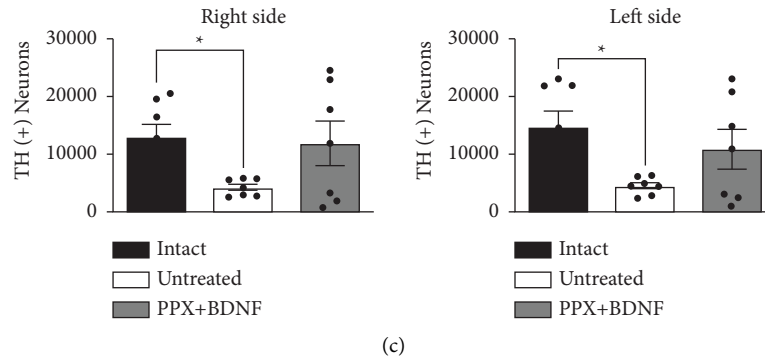 Right side
TH (+) Neurons
30000
20000
10000
0
*
Intact
Untreated
PPX+BDNF
Left side
TH (+) Neurons
30000
20000
10000
0
*
Intact
Untreated
PPX+BDNF
(c)